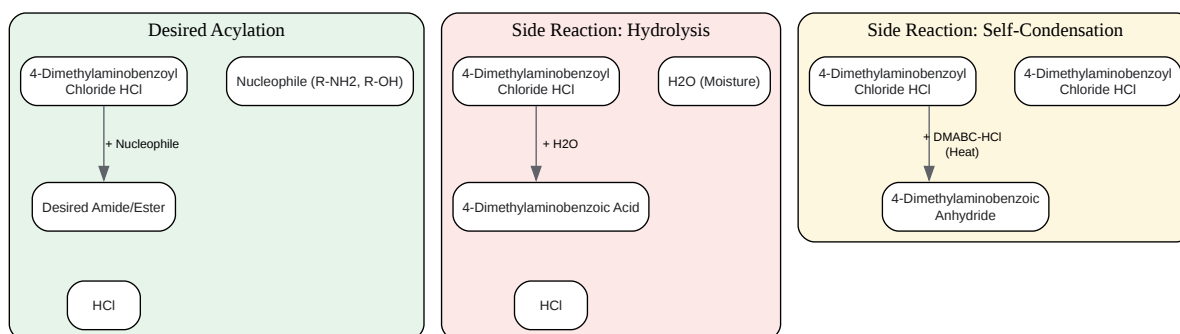 Desired Acylation
4-Dimethylaminobenzoyl
Chloride HCl
Nucleophile (R-NH2, R-OH)
+ Nucleophile
Desired Amide/Ester
HCl
Side Reaction: Hydrolysis
4-Dimethylaminobenzoyl
Chloride HCl
H2O (Moisture)
+ H2O
4-Dimethylaminobenzoic Acid
HCl
Side Reaction: Self-Condensation
4-Dimethylaminobenzoyl
Chloride HCl
4-Dimethylaminobenzoyl
Chloride HCl
+ DMABC-HCl
(Heat)
4-Dimethylaminobenzoic
Anhydride